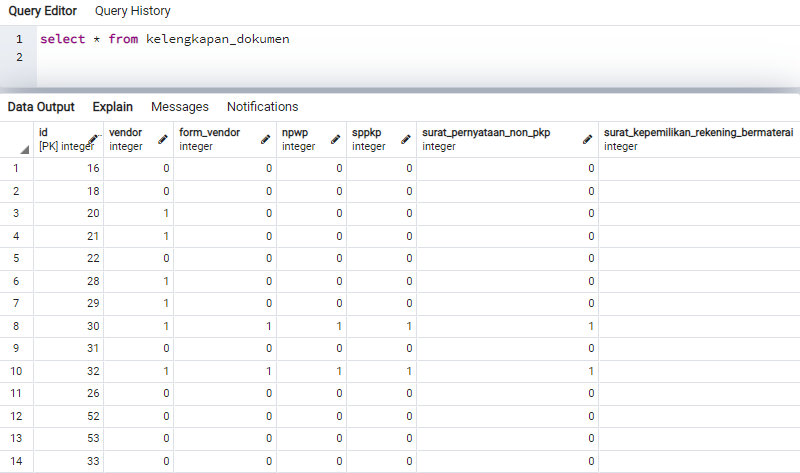 Query Editor Query History
1 select * from kelengkapan_dokumen
2
Data Output Explain Messages Notifications
id vendor form_vendor npwp sppkp surat_pernyataan_non_pkp surat_kepemilikan_rekening_bermaterai
[PK] integer integer integer integer integer integer integer
1 16 0 0 0 0 0
2 18 0 0 0 0 0
3 20 1 0 0 0 0
4 21 1 0 0 0 0
5 22 0 0 0 0 0
6 28 1 0 0 0 0
7 29 1 0 0 0 0
8 30 1 1 1 1 1
9 31 0 0 0 0 0
10 32 1 1 1 1 1
11 26 0 0 0 0 0
12 52 0 0 0 0 0
13 53 0 0 0 0 0
14 33 0 0 0 0 0